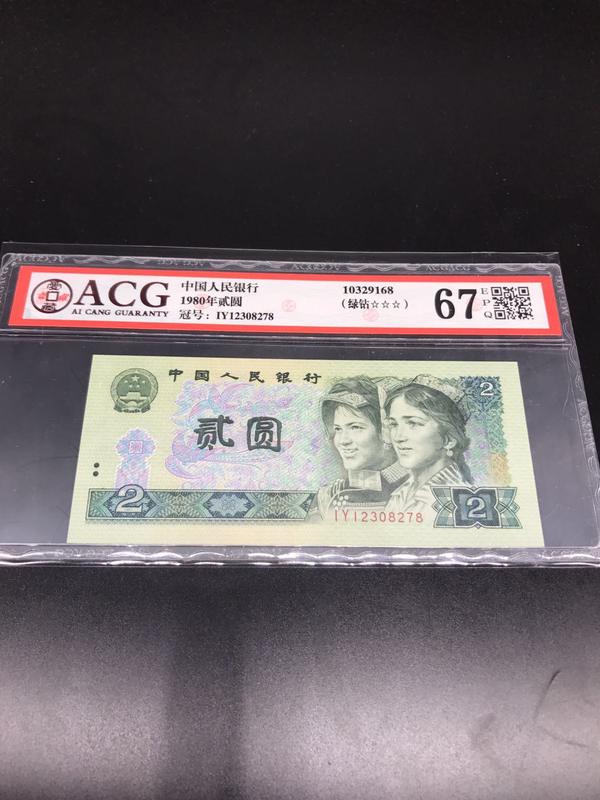 ACG
AI CANG GUARANTY
中国人民银行
1980年贰圆
冠号：IY12308278
10329168
（绿钻☆☆☆）
67
EPQ
中国人民银行
贰圆
2
2
IY12308278
2